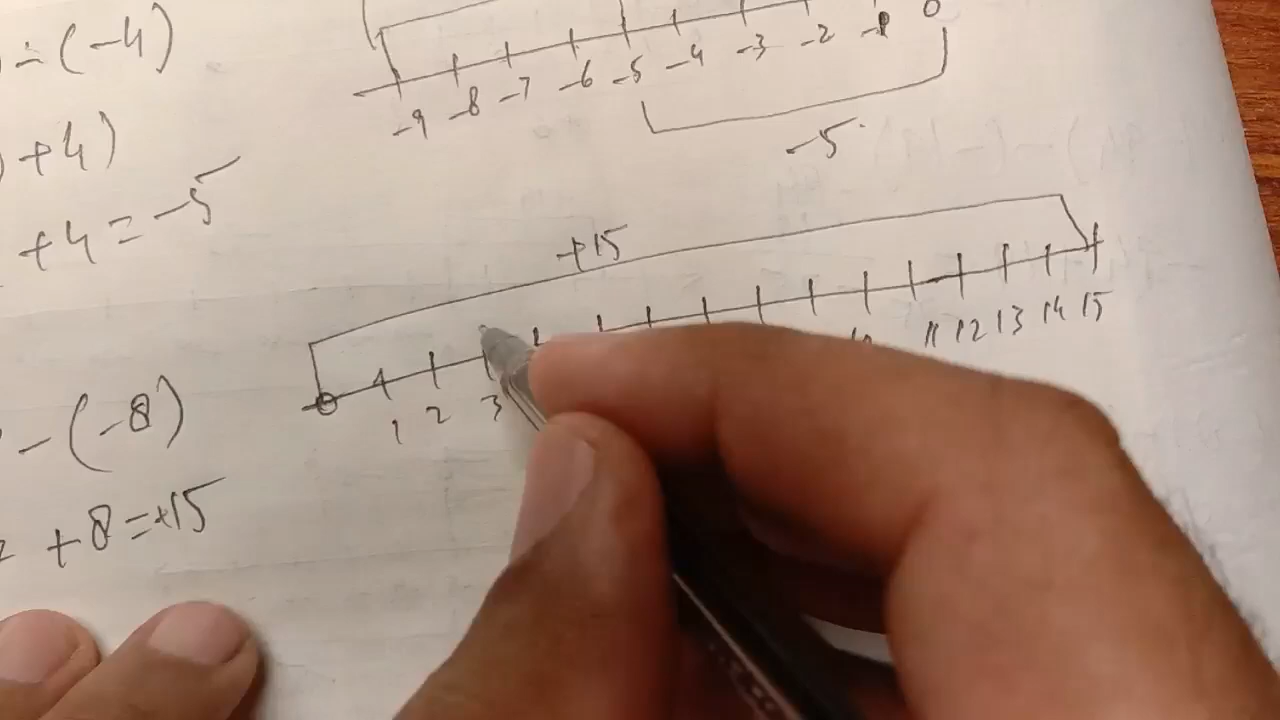 - (-4)
-9 -8 -7 -6 -5 -4 -3 -2 -1 0
+4)
-5
+4 = -5
+15
0 1 2 3 11 12 13 14 15
- (-8)
+8 = +15